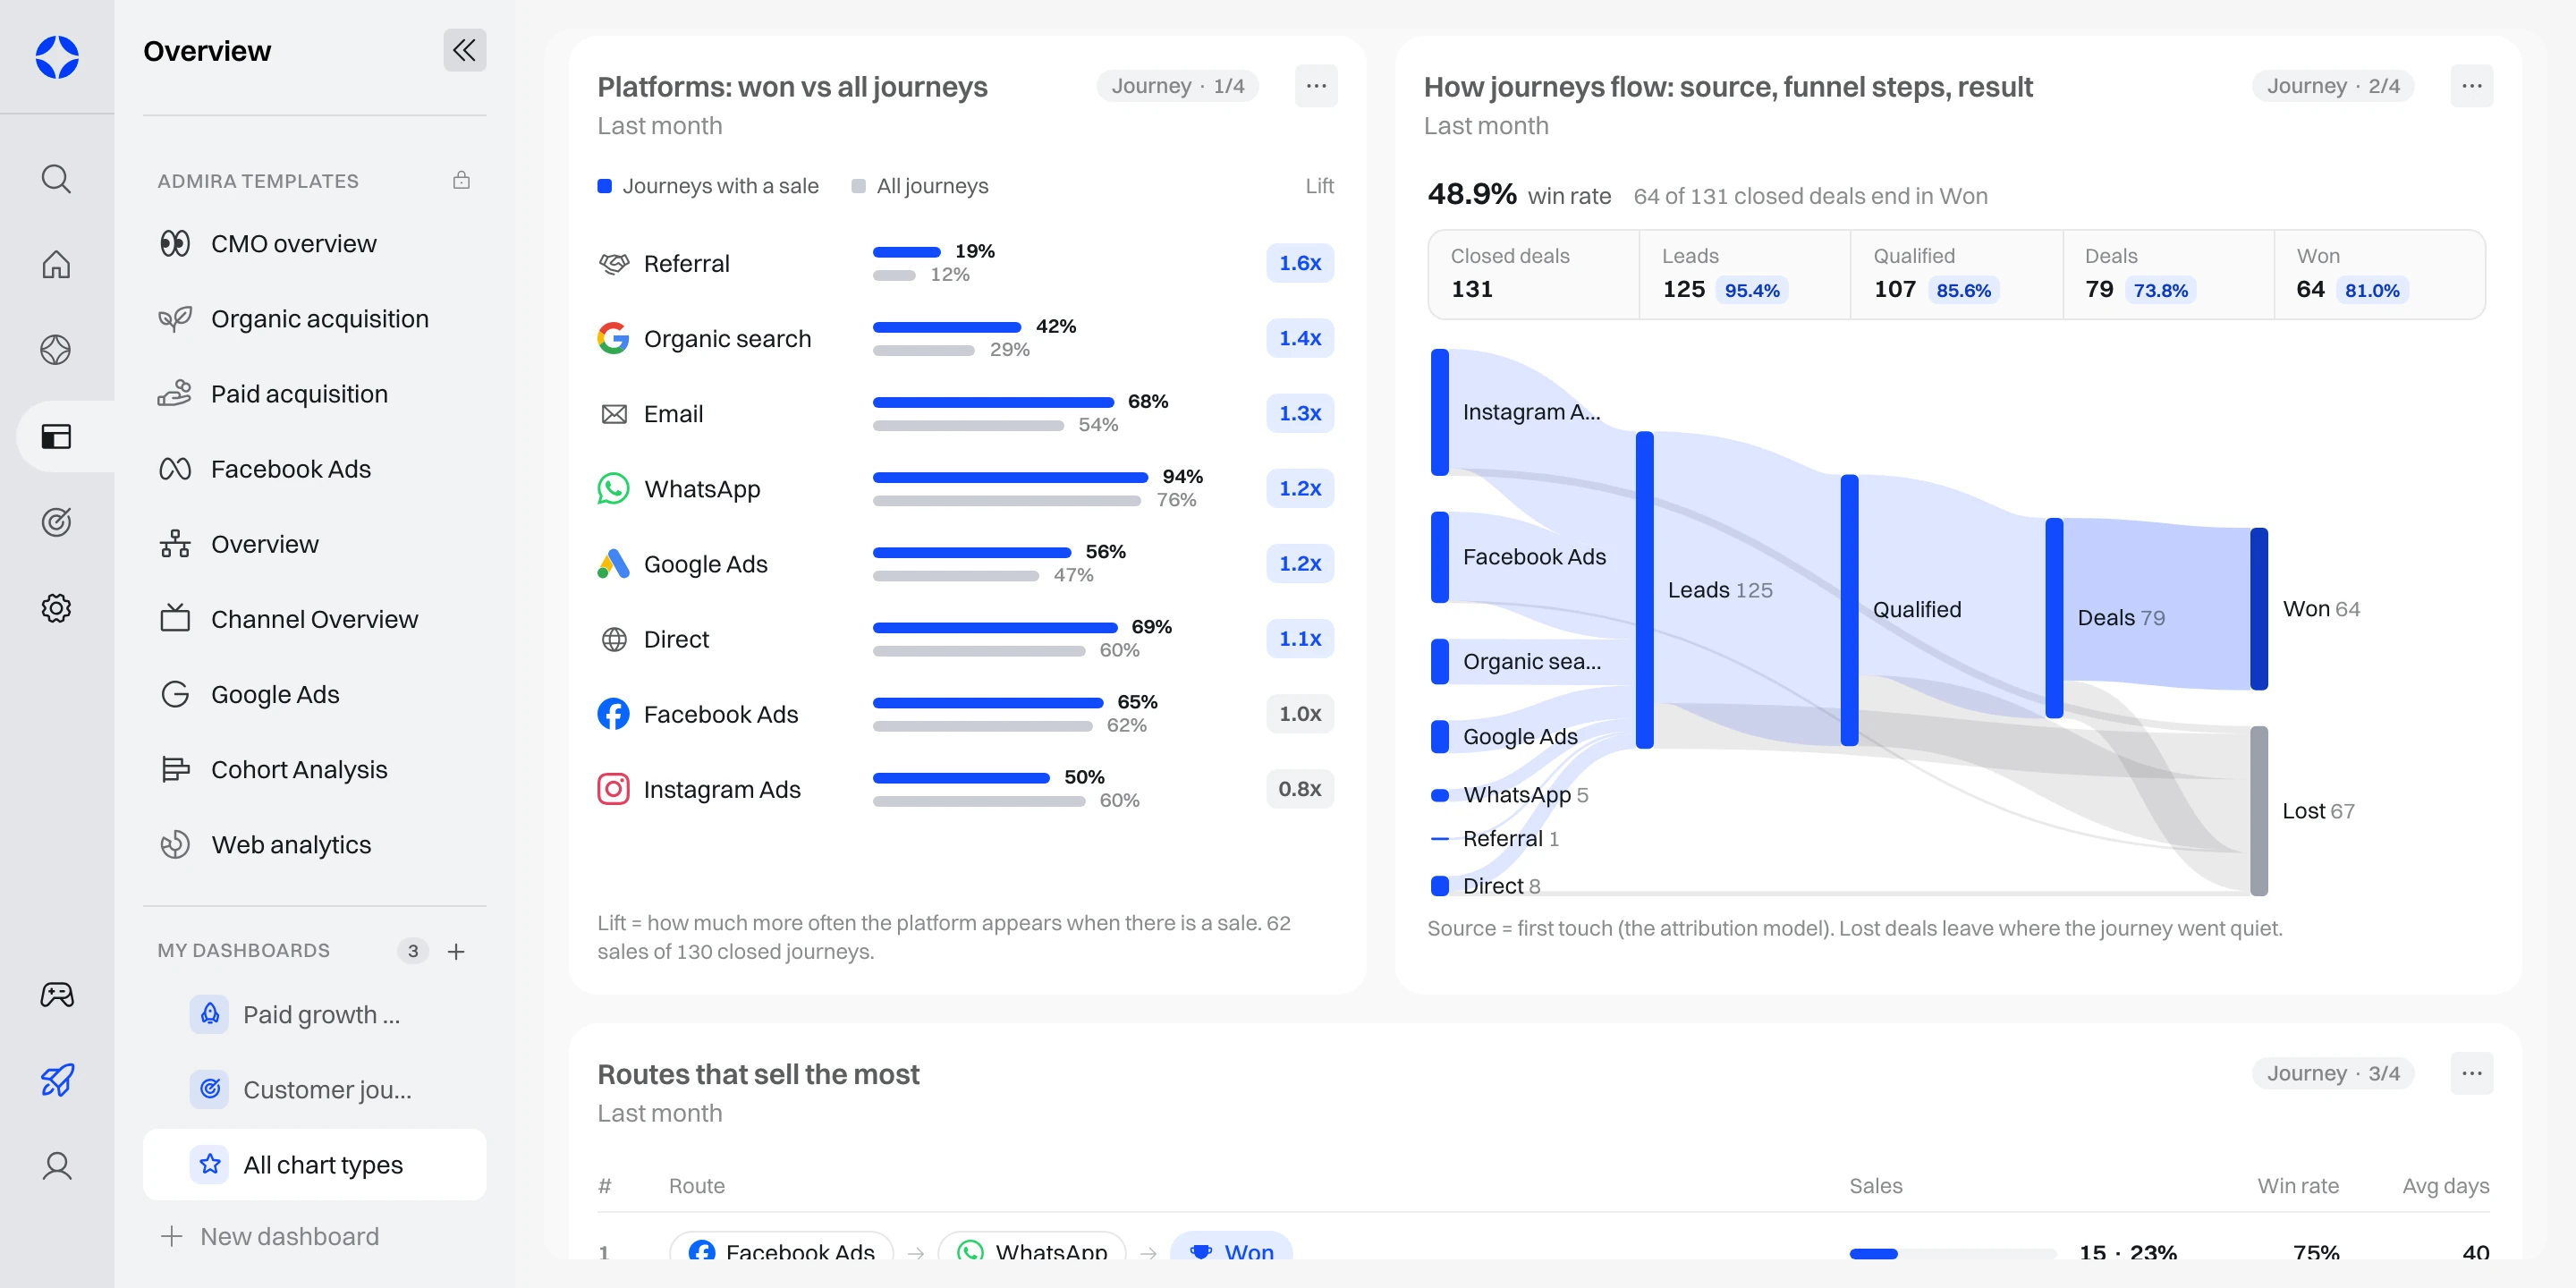 Overview
ADMIRA TEMPLATES
CMO overview
Organic acquisition
Paid acquisition
Facebook Ads
Overview
Channel Overview
Google Ads
Cohort Analysis
Web analytics
MY DASHBOARDS 3
Paid growth ...
Customer jou...
All chart types
New dashboard
Platforms: won vs all journeys
Journey · 1/4
Last month
Journeys with a sale All journeys Lift
Referral 19% 12% 1.6x
Organic search 42% 29% 1.4x
Email 68% 54% 1.3x
WhatsApp 94% 76% 1.2x
Google Ads 56% 47% 1.2x
Direct 69% 60% 1.1x
Facebook Ads 65% 62% 1.0x
Instagram Ads 50% 60% 0.8x
Lift = how much more often the platform appears when there is a sale. 62
sales of 130 closed journeys.
How journeys flow: source, funnel steps, result
Journey · 2/4
Last month
48.9% win rate 64 of 131 closed deals end in Won
Closed deals Leads Qualified Deals Won
131 125 95.4% 107 85.6% 79 73.8% 64 81.0%
Instagram A...
Facebook Ads
Organic sea...
Google Ads
WhatsApp 5
Referral 1
Direct 8
Leads 125
Qualified
Deals 79
Won 64
Lost 67
Source = first touch (the attribution model). Lost deals leave where the journey went quiet.
Routes that sell the most
Journey · 3/4
Last month
# Route Sales Win rate Avg days
1 Facebook Ads → WhatsApp → Won 15 · 23% 75% 40